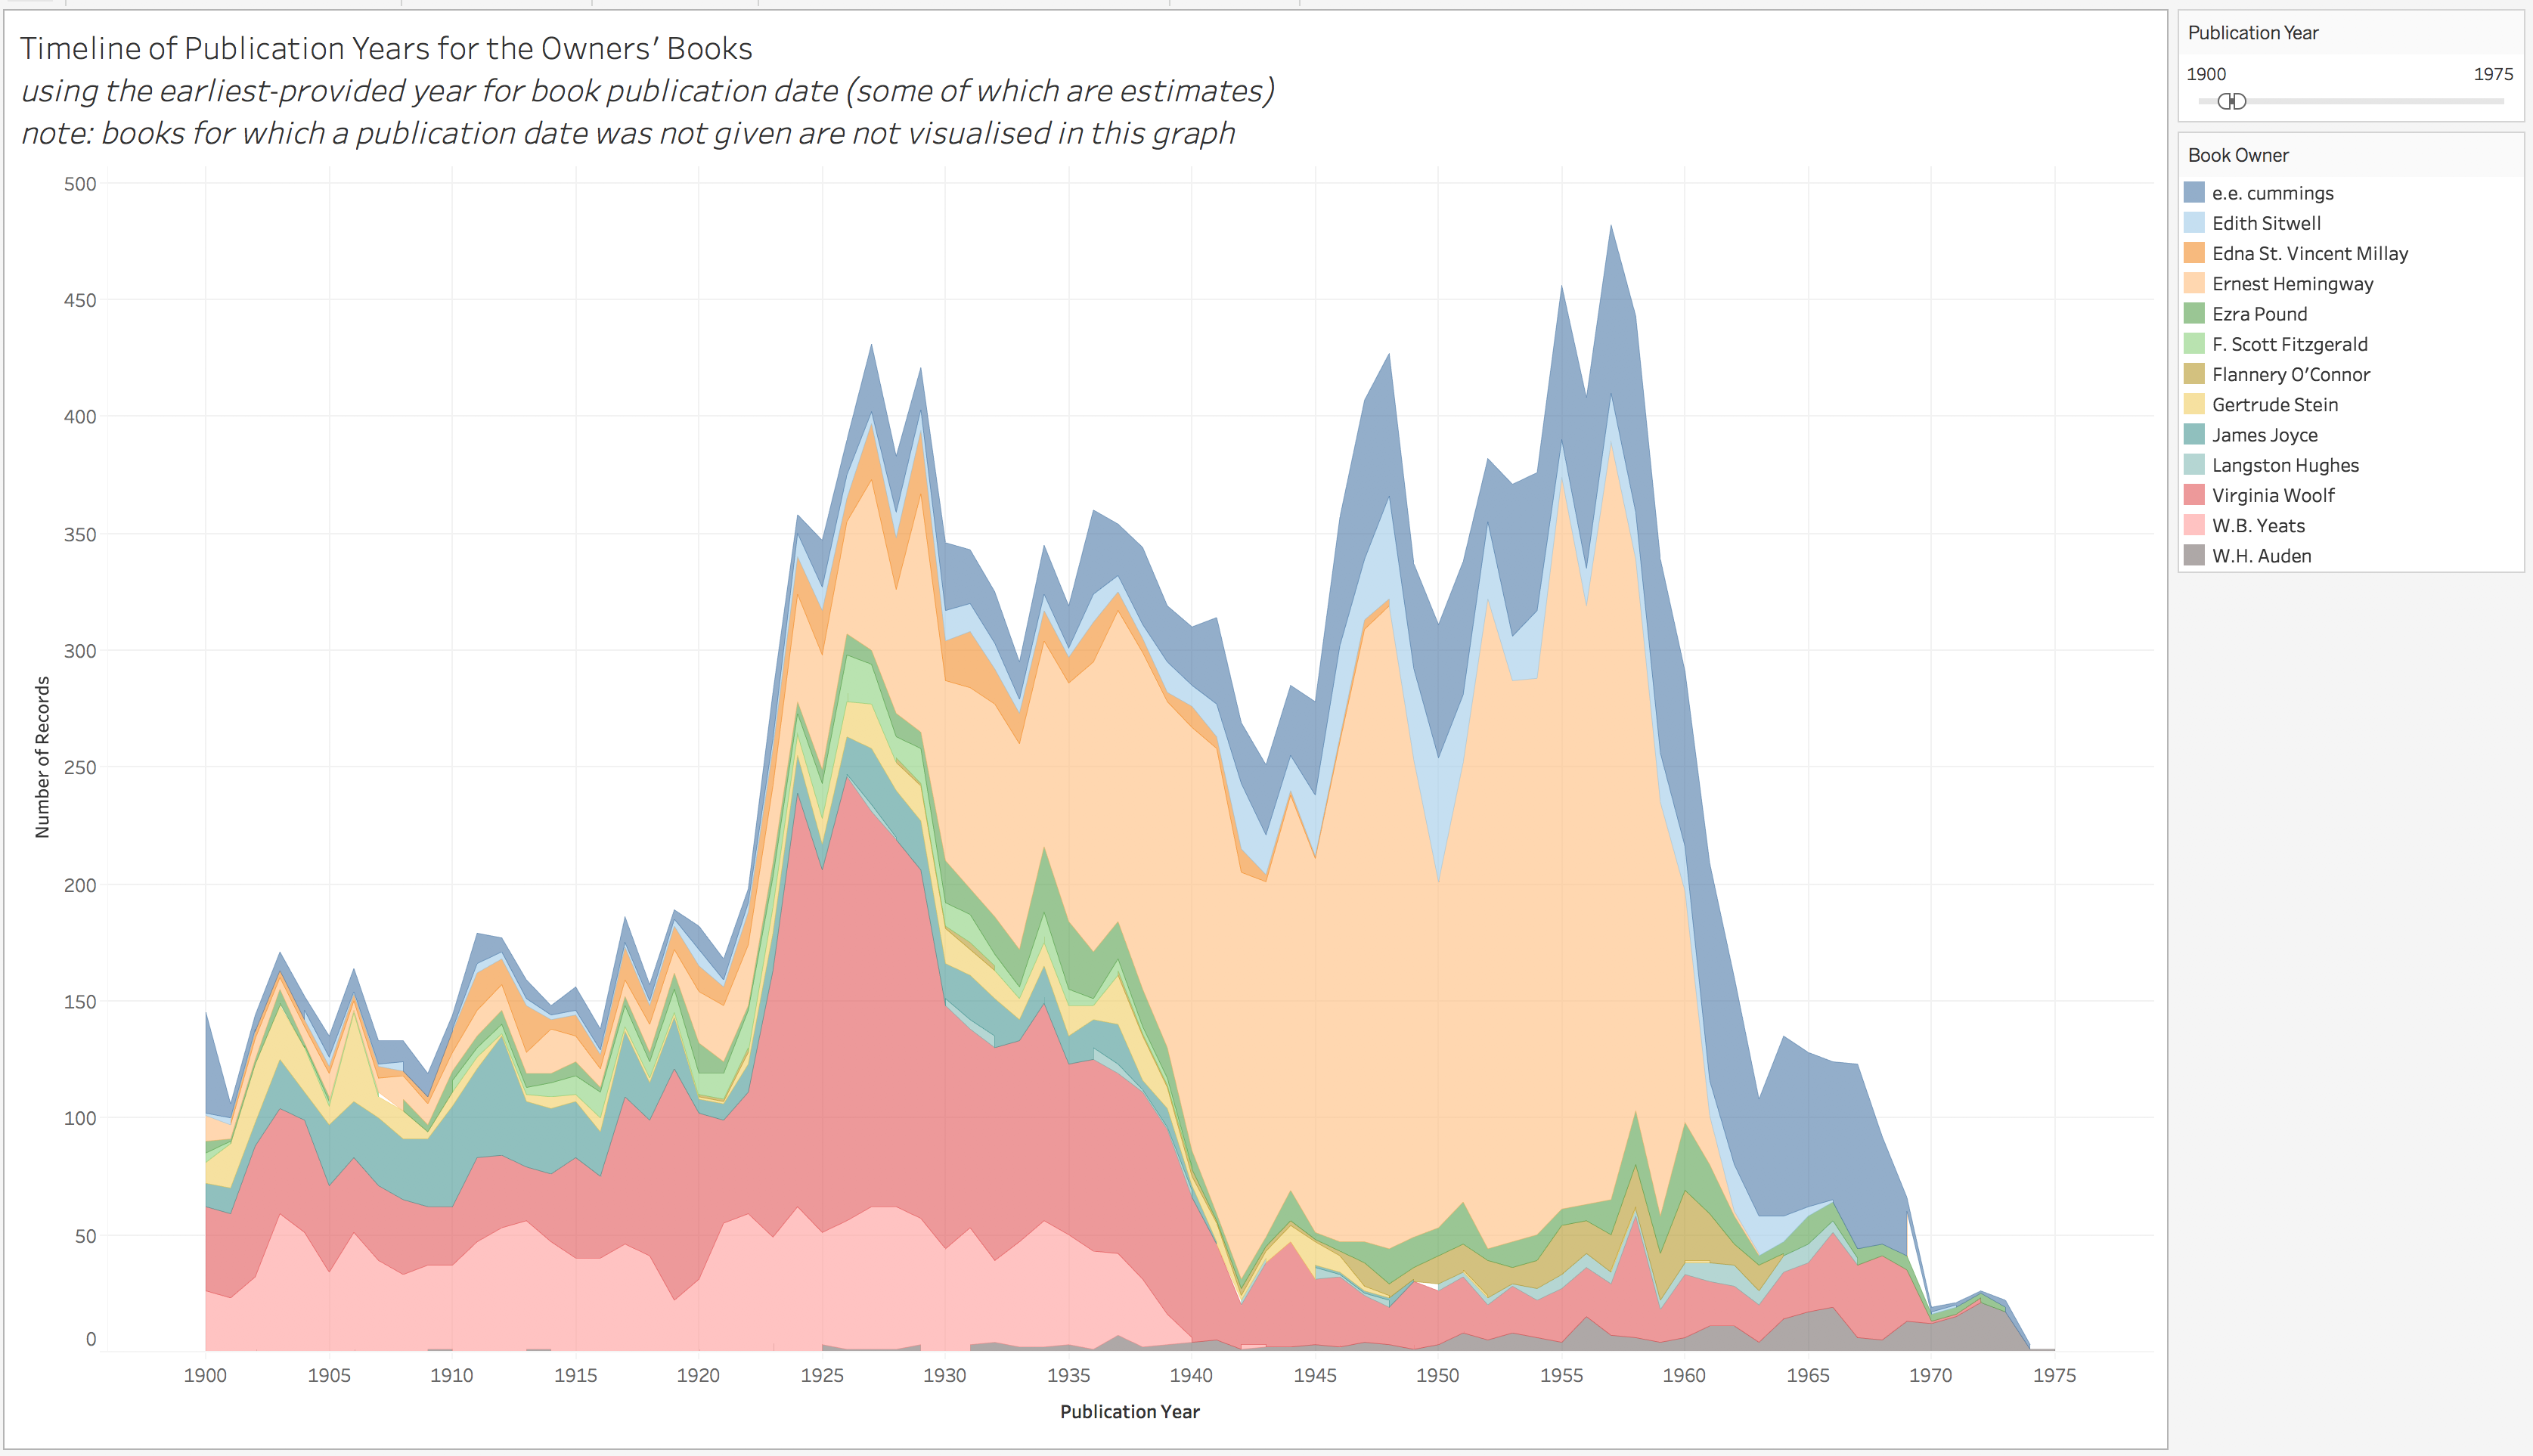 Timeline of Publication Years for the Owners' Books
using the earliest-provided year for book publication date (some of which are estimates)
note: books for which a publication date was not given are not visualised in this graph
500
450
400
350
300
250
200
150
100
50
0
Number of Records
1900 1905 1910 1915 1920 1925 1930 1935 1940 1945 1950 1955 1960 1965 1970 1975
Publication Year
Publication Year
1900 1975
Book Owner
e.e. cummings
Edith Sitwell
Edna St. Vincent Millay
Ernest Hemingway
Ezra Pound
F. Scott Fitzgerald
Flannery O'Connor
Gertrude Stein
James Joyce
Langston Hughes
Virginia Woolf
W.B. Yeats
W.H. Auden